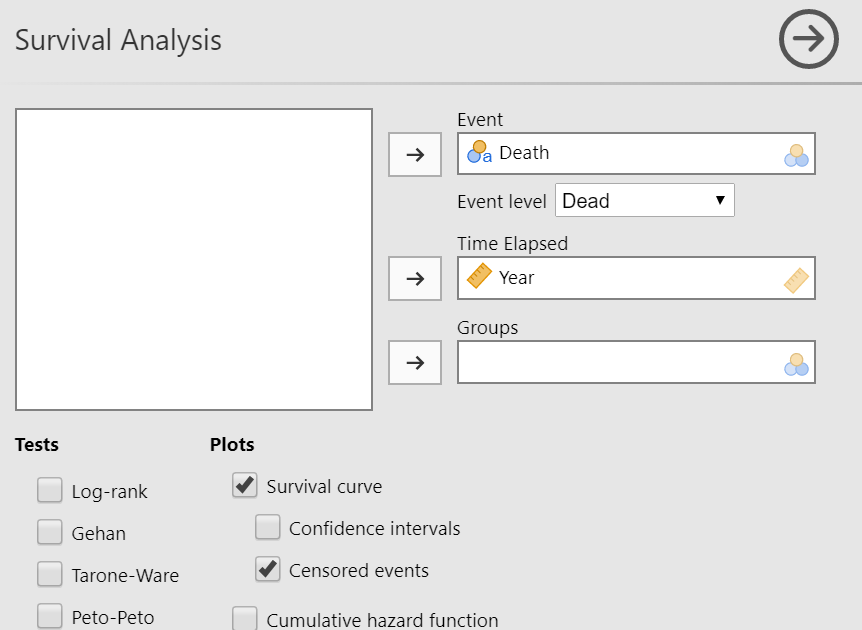 Survival Analysis
Event
a Death
Event level Dead
Time Elapsed
Year
Groups
Tests
Plots
Log-rank
Survival curve
Gehan
Confidence intervals
Tarone-Ware
Censored events
Peto-Peto
Cumulative hazard function